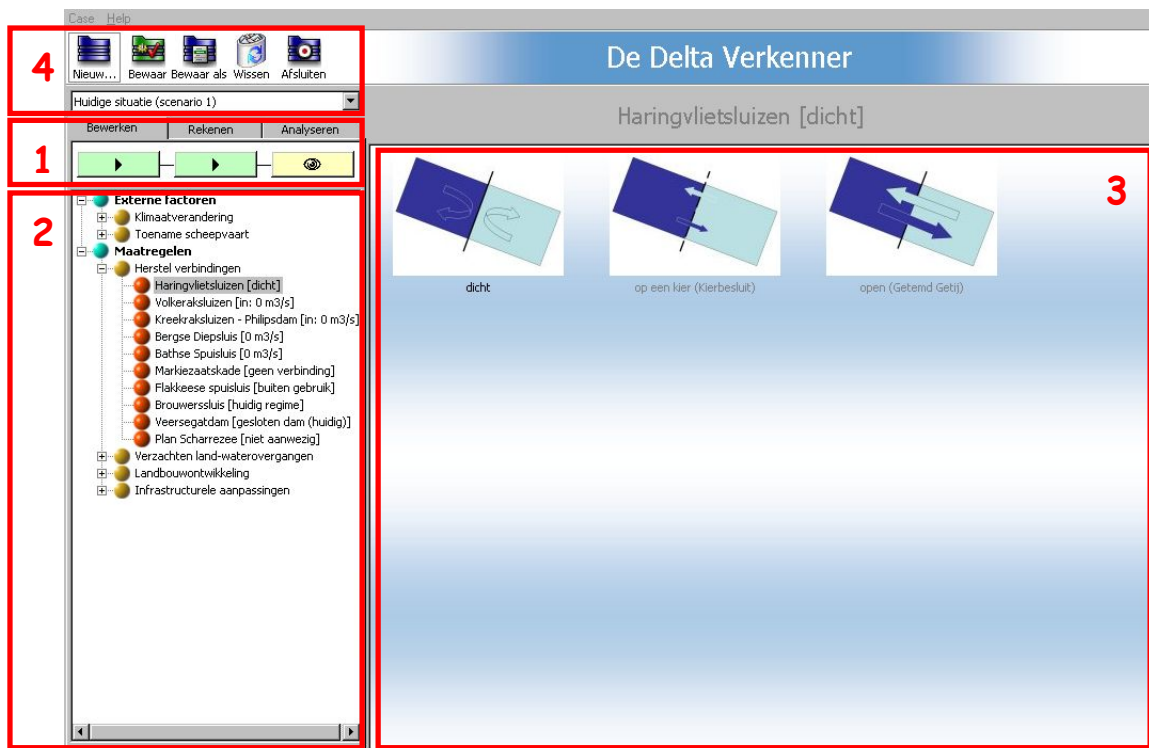 Case Help
4
Nieuw... Bewaar Bewaar als Wissen Afsluiten
De Delta Verkenner
Huidige situatie (scenario 1)
Haringvlietsluizen [dicht]
1
Bewerken Rekenen Analyseren
2
Externe factoren
Klimaatverandering
Toename scheepvaart
Maatregelen
Herstel verbindingen
Haringvlietsluizen [dicht]
Volkeraksluizen [in: 0 m3/s]
Kreekraksluizen - Philipsdam [in: 0 m3/s]
Bergse Diepsluis [0 m3/s]
Bathse Spuisluis [0 m3/s]
Markiezaatskade [geen verbinding]
Flakkeese spuisluis [buiten gebruik]
Brouwerssluis [huidig regime]
Veersegatdam [gesloten dam (huidig)]
Plan Scharrezee [niet aanwezig]
Verzachten land-waterovergangen
Landbouwontwikkeling
Infrastructurele aanpassingen
3
dicht op een kier (Kierbesluit) open (Getemd Getij)